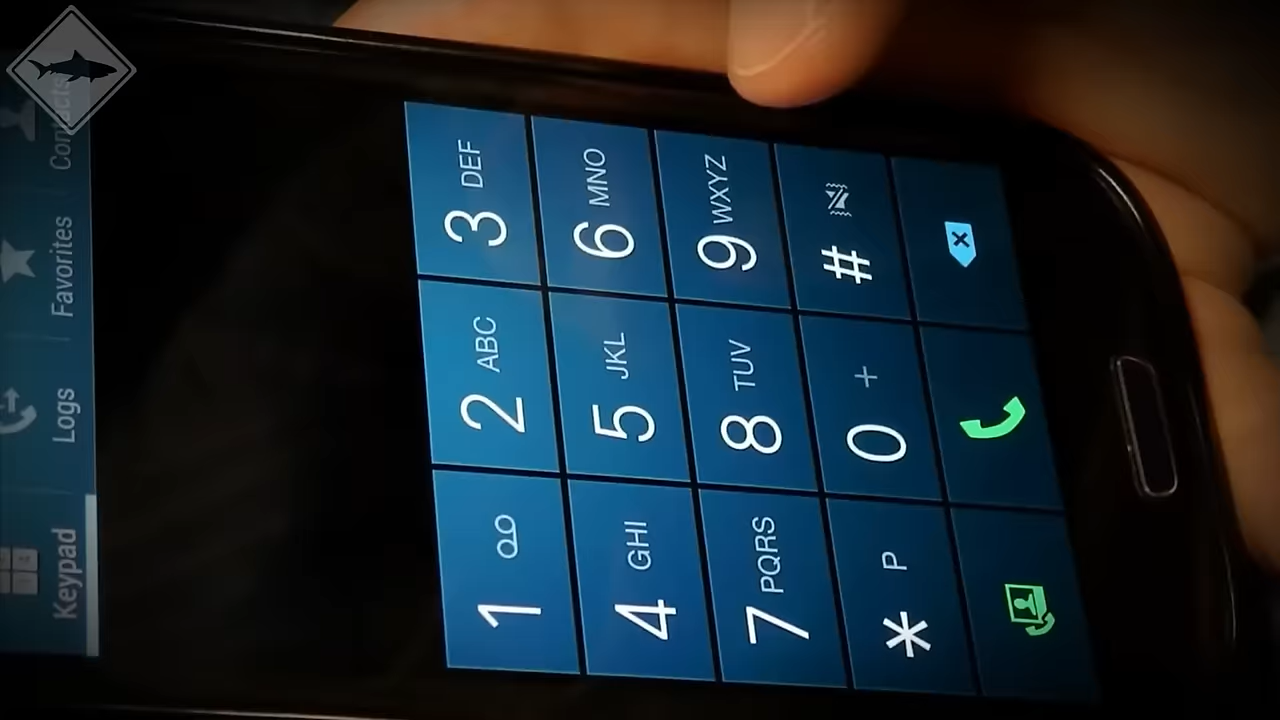 Keypad
Logs
Favorites
Contacts
1
2 ABC
3 DEF
4 GHI
5 JKL
6 MNO
7 PQRS
8 TUV
9 WXYZ
* P
0 +
#